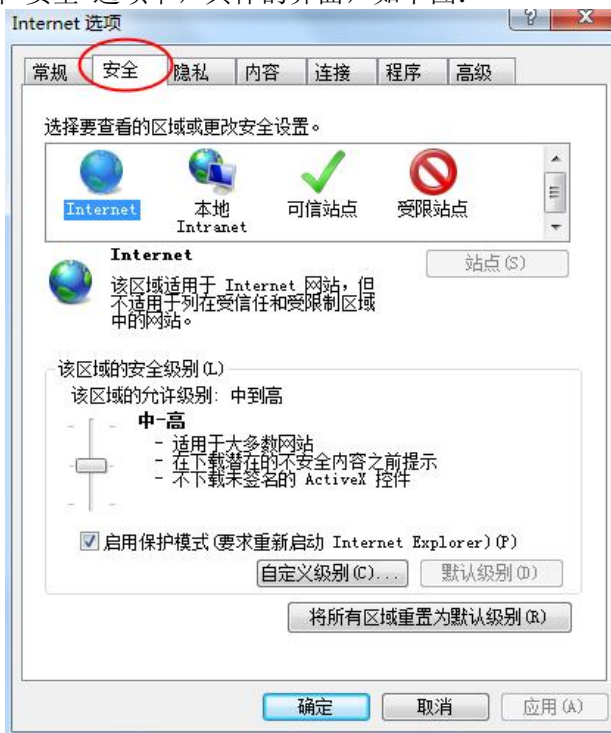 Internet 选项
常规 安全 隐私 内容 连接 程序 高级
选择要查看的区域或更改安全设置。
Internet 本地 Intranet 可信站点 受限站点
Internet
站点(S)
该区域适用于 Internet 网站，但
不适用于列在受信任和受限制区域
中的网站。
该区域的安全级别(L)
该区域的允许级别: 中到高
中-高
- 适用于大多数网站
- 在下载潜在的不安全内容之前提示
- 不下载未签名的 ActiveX 控件
启用保护模式(要求重新启动 Internet Explorer)(P)
自定义级别(C)... 默认级别(D)
将所有区域重置为默认级别(R)
确定 取消 应用(A)